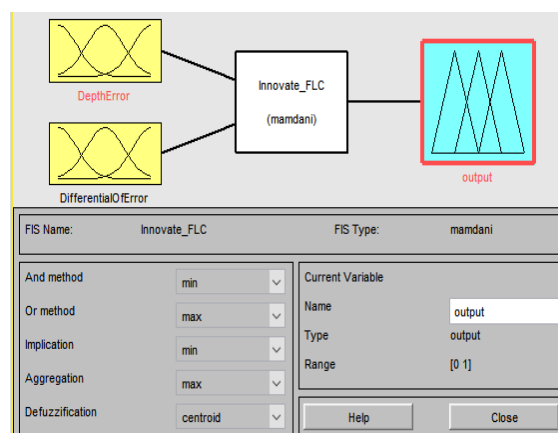 DepthError
DifferentialOfError
Innovate_FLC
(mamdani)
output
FIS Name: Innovate_FLC FIS Type: mamdani
And method min
Or method max
Implication min
Aggregation max
Defuzzification centroid
Current Variable
Name output
Type output
Range [0 1]
Help Close